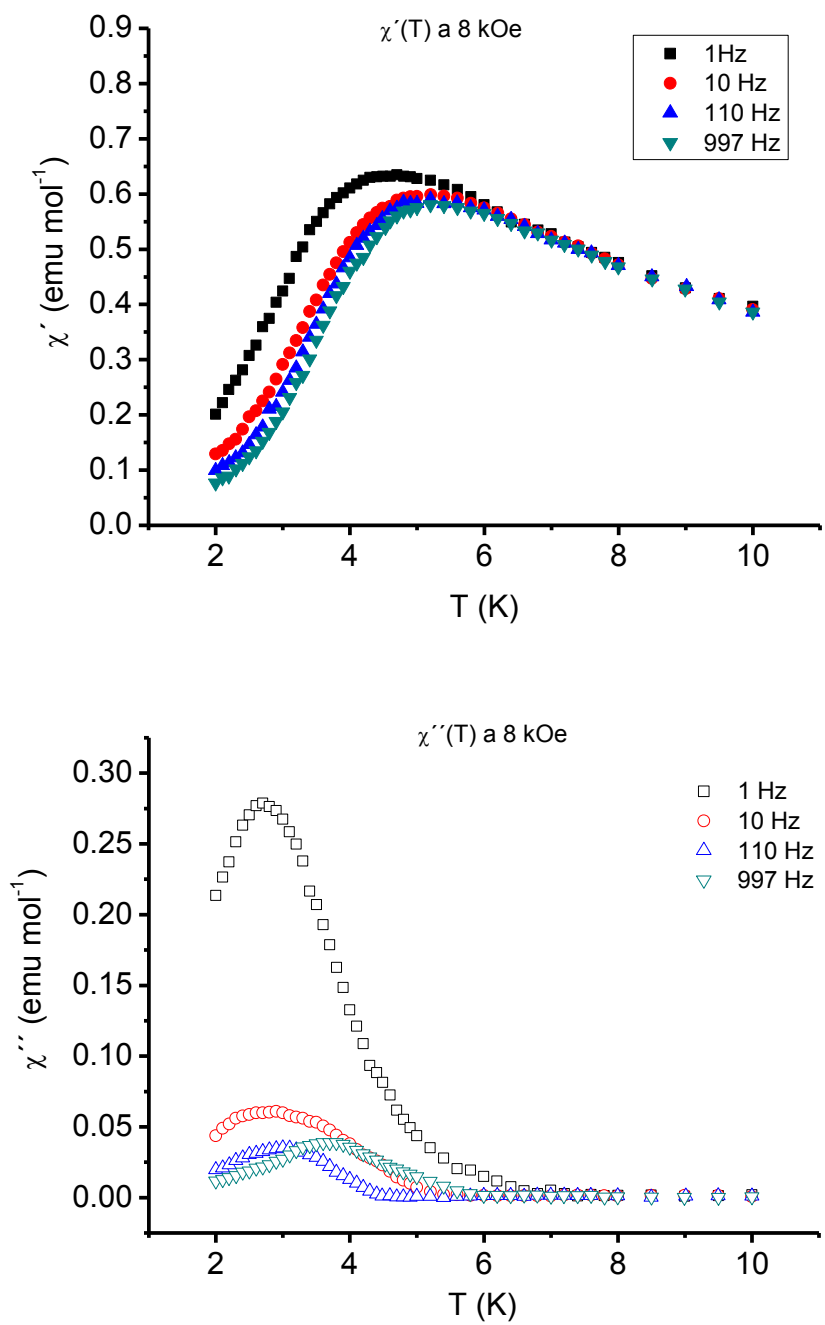 χ´(T) a 8 kOe
1Hz
10 Hz
110 Hz
997 Hz
0.9
0.8
0.7
0.6
0.5
0.4
0.3
0.2
0.1
0.0
χ´ (emu mol⁻¹)
2 4 6 8 10
T (K)
χ´´(T) a 8 kOe
1 Hz
10 Hz
110 Hz
997 Hz
0.30
0.25
0.20
0.15
0.10
0.05
0.00
χ´´ (emu mol⁻¹)
2 4 6 8 10
T (K)